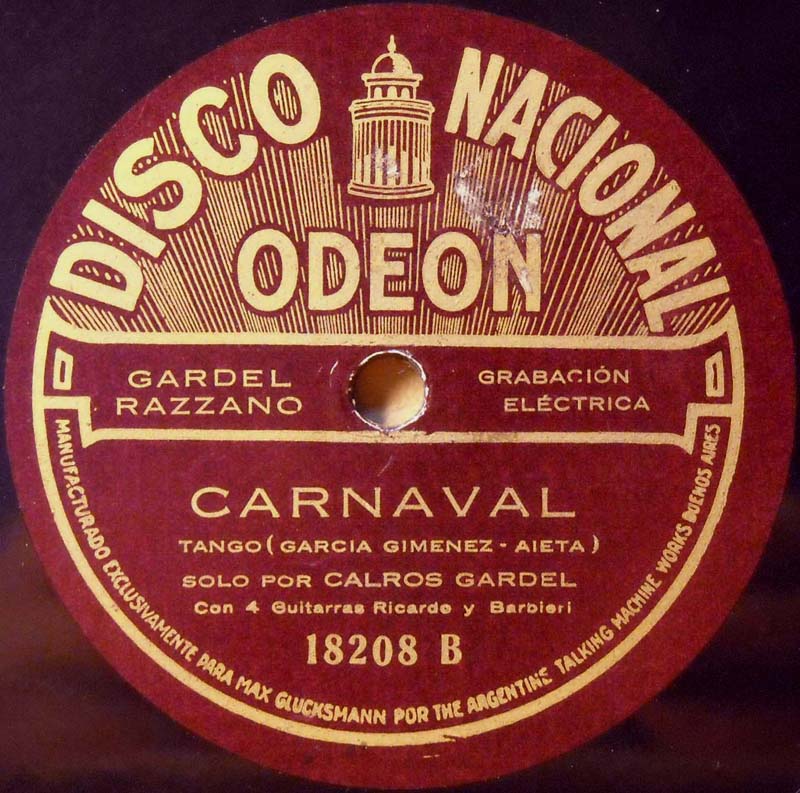 DISCO NACIONAL
ODEON
GARDEL
RAZZANO
GRABACIÓN
ELÉCTRICA
CARNAVAL
TANGO (GARCIA GIMENEZ - AIETA)
SOLO POR CALROS GARDEL
Con 4 Guitarras Ricardo y Barbieri
18208 B
MANUFACTURADO EXCLUSIVAMENTE PARA MAX GLUCKSMANN POR THE ARGENTINE TALKING MACHINE WORKS BUENOS AIRES